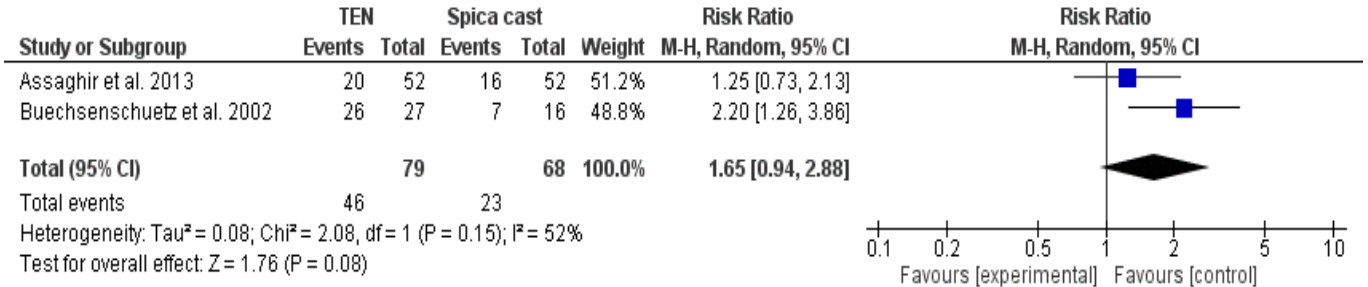 TEN Spica cast Risk Ratio Risk Ratio
Study or Subgroup Events Total Events Total Weight M-H, Random, 95% CI M-H, Random, 95% CI
Assaghir et al. 2013 20 52 16 52 51.2% 1.25 [0.73, 2.13]
Buechsenschuetz et al. 2002 26 27 7 16 48.8% 2.20 [1.26, 3.86]
Total (95% CI) 79 68 100.0% 1.65 [0.94, 2.88]
Total events 46 23
Heterogeneity: Tau² = 0.08; Chi² = 2.08, df = 1 (P = 0.15); I² = 52%
Test for overall effect: Z = 1.76 (P = 0.08)
0.1 0.2 0.5 1 2 5 10
Favours [experimental] Favours [control]